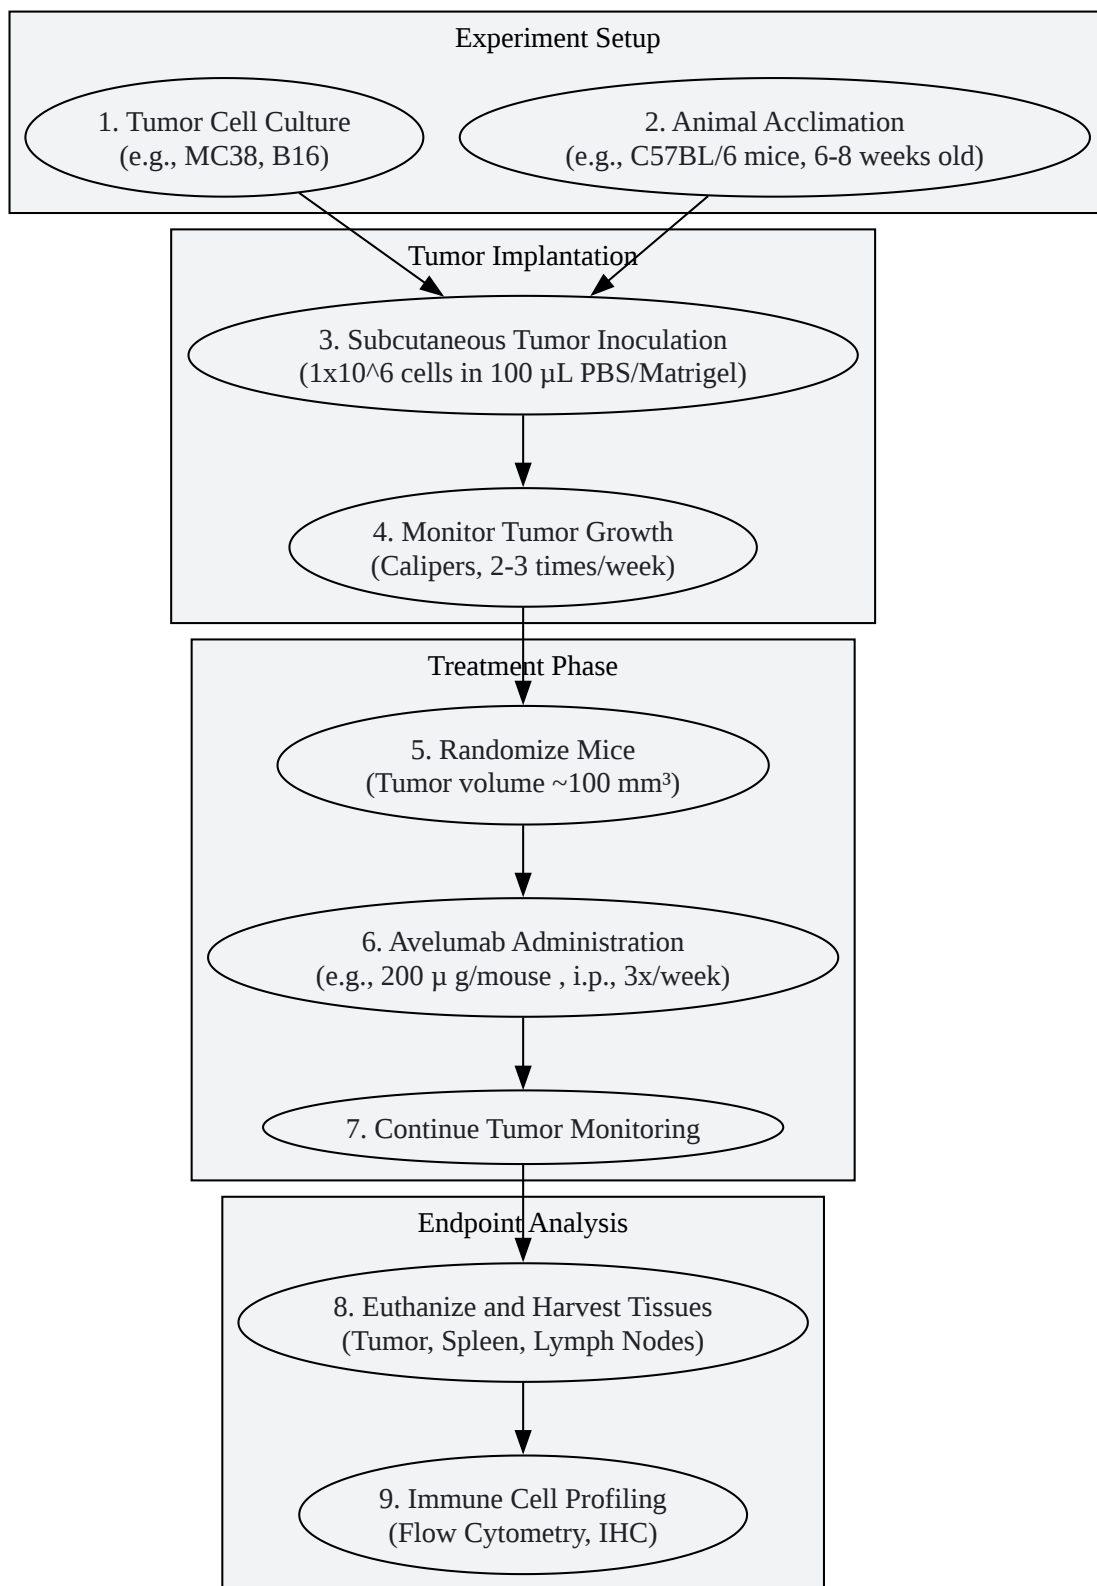 Experiment Setup
1. Tumor Cell Culture
(e.g., MC38, B16)
2. Animal Acclimation
(e.g., C57BL/6 mice, 6-8 weeks old)
Tumor Implantation
3. Subcutaneous Tumor Inoculation
(1x10^6 cells in 100 µL PBS/Matrigel)
4. Monitor Tumor Growth
(Calipers, 2-3 times/week)
Treatment Phase
5. Randomize Mice
(Tumor volume ~100 mm³)
6. Avelumab Administration
(e.g., 200 µ g/mouse , i.p., 3x/week)
7. Continue Tumor Monitoring
Endpoint Analysis
8. Euthanize and Harvest Tissues
(Tumor, Spleen, Lymph Nodes)
9. Immune Cell Profiling
(Flow Cytometry, IHC)